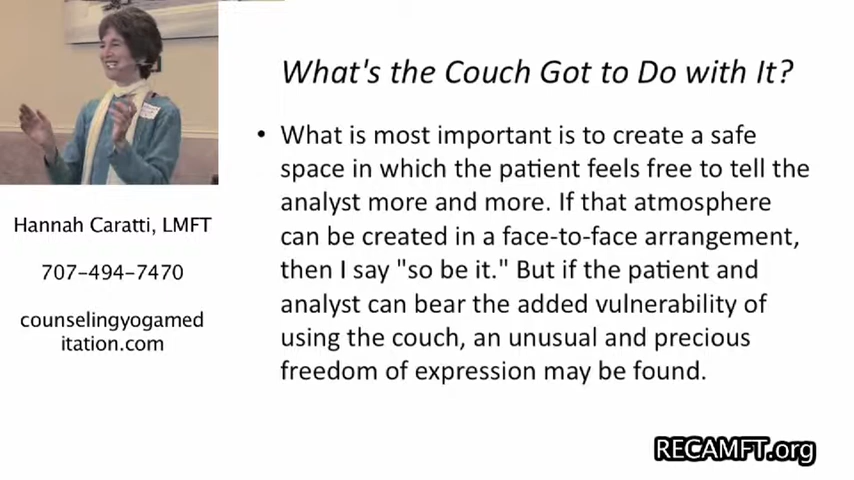 What's the Couch Got to Do with It?
• What is most important is to create a safe
space in which the patient feels free to tell the
analyst more and more. If that atmosphere
can be created in a face-to-face arrangement,
then I say "so be it." But if the patient and
analyst can bear the added vulnerability of
using the couch, an unusual and precious
freedom of expression may be found.
Hannah Caratti, LMFT
707-494-7470
counselingyogamed
itation.com
RECAMFT.org